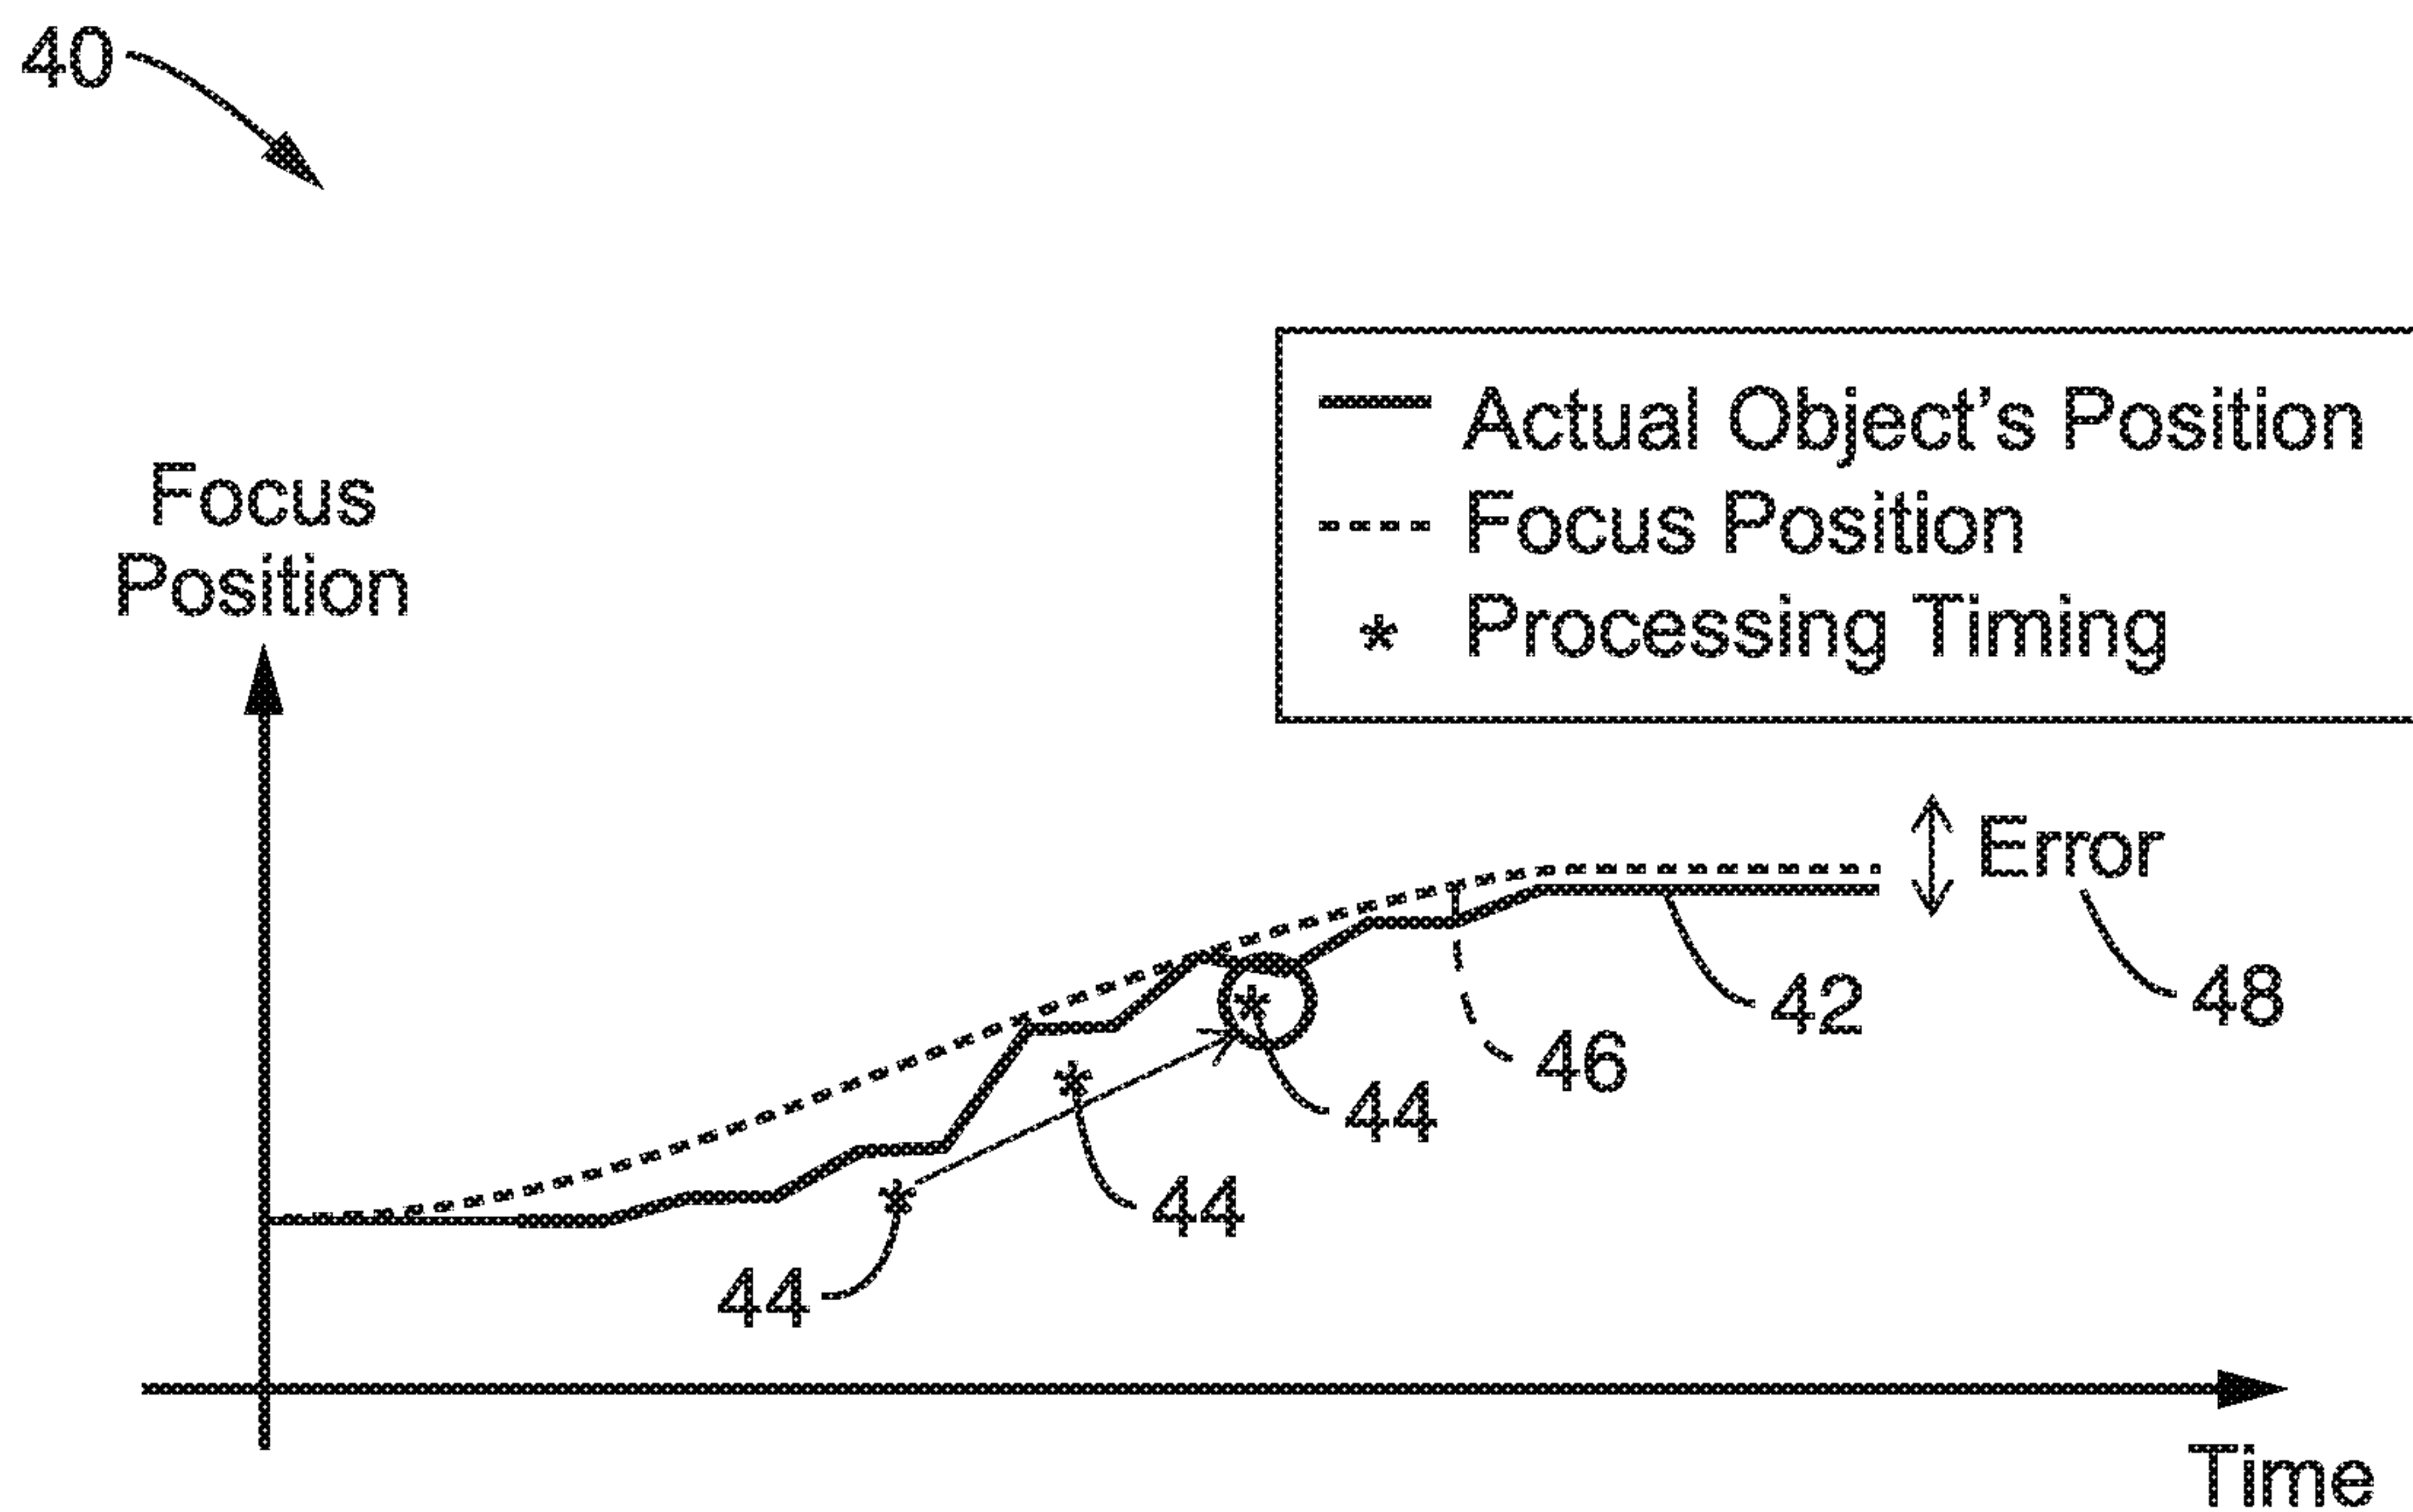 40
Actual Object's Position
Focus Position
* Processing Timing
Focus
Position
Error
42
48
46
44
44
44
Time